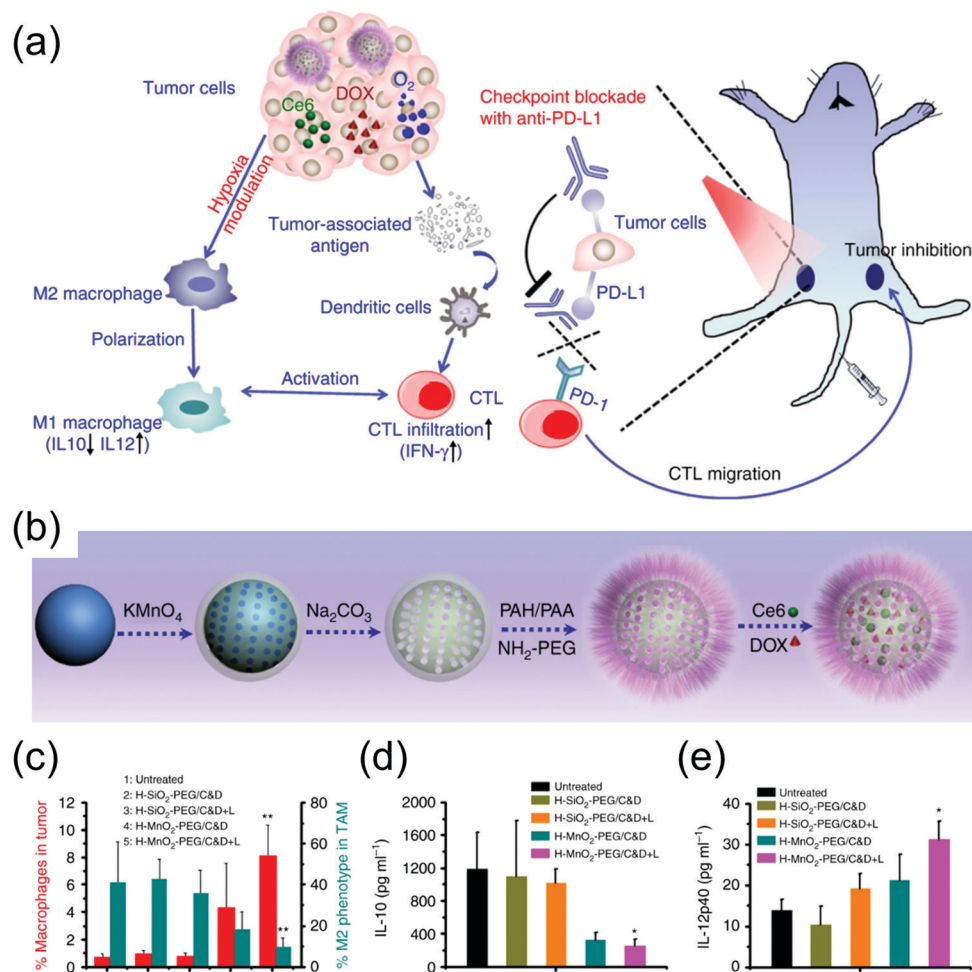 (a)
Tumor cells
Ce6
DOX
O2
Hypoxia
modulation
Tumor-associated
antigen
M2 macrophage
Dendritic cells
Polarization
Activation
CTL
M1 macrophage
(IL10↓ IL12↑)
CTL infiltration↑
(IFN-γ↑)
Checkpoint blockade
with anti-PD-L1
Tumor cells
PD-L1
PD-1
Tumor inhibition
CTL migration
(b)
KMnO4
Na2CO3
PAH/PAA
NH2-PEG
Ce6
DOX
(c)
1: Untreated
2: H-SiO2-PEG/C&D
3: H-SiO2-PEG/C&D+L
4: H-MnO2-PEG/C&D
5: H-MnO2-PEG/C&D+L
% Macrophages in tumor
12
10
8
6
4
2
0
**
**
80
60
40
20
0
% M2 phenotype in TAM
(d)
Untreated
H-SiO2-PEG/C&D
H-SiO2-PEG/C&D+L
H-MnO2-PEG/C&D
H-MnO2-PEG/C&D+L
IL-10 (pg ml−1)
2000
1600
1200
800
400
0
*
(e)
Untreated
H-SiO2-PEG/C&D
H-SiO2-PEG/C&D+L
H-MnO2-PEG/C&D
H-MnO2-PEG/C&D+L
IL-12p40 (pg ml−1)
40
30
20
10
0
*